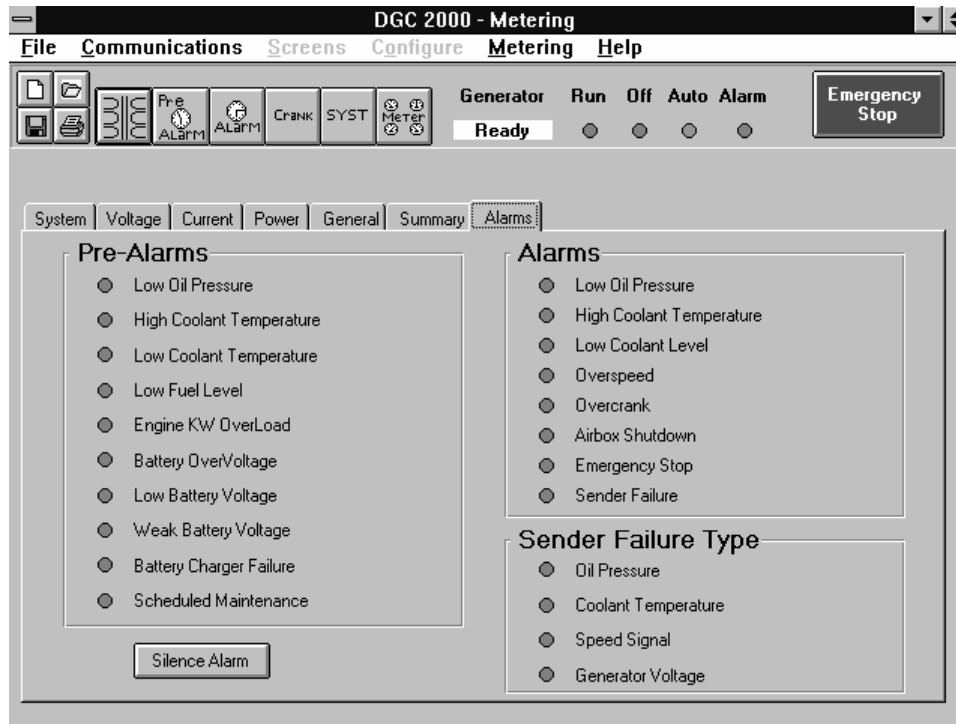 DGC 2000 - Metering
File Communications Screens Configure Metering Help
Pre ALarm
ALarm
Crank
SYST
Meter
Generator Run Off Auto Alarm
Ready
Emergency Stop
System Voltage Current Power General Summary Alarms
Pre-Alarms
Low Oil Pressure
High Coolant Temperature
Low Coolant Temperature
Low Fuel Level
Engine KW OverLoad
Battery OverVoltage
Low Battery Voltage
Weak Battery Voltage
Battery Charger Failure
Scheduled Maintenance
Silence Alarm
Alarms
Low Oil Pressure
High Coolant Temperature
Low Coolant Level
Overspeed
Overcrank
Airbox Shutdown
Emergency Stop
Sender Failure
Sender Failure Type
Oil Pressure
Coolant Temperature
Speed Signal
Generator Voltage